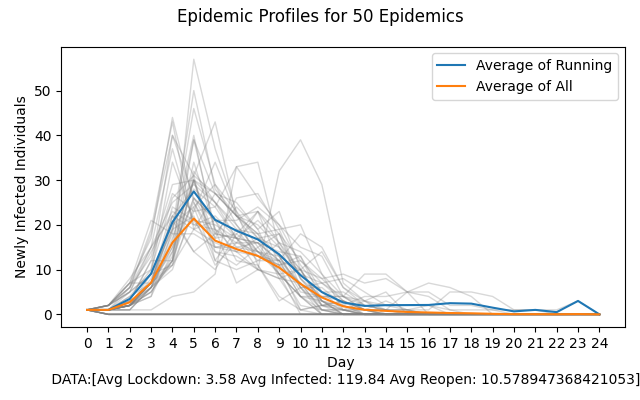 Epidemic Profiles for 50 Epidemics
Average of Running
Average of All
Newly Infected Individuals
50
40
30
20
10
0
0 1 2 3 4 5 6 7 8 9 10 11 12 13 14 15 16 17 18 19 20 21 22 23 24
Day
DATA:[Avg Lockdown: 3.58 Avg Infected: 119.84 Avg Reopen: 10.578947368421053]